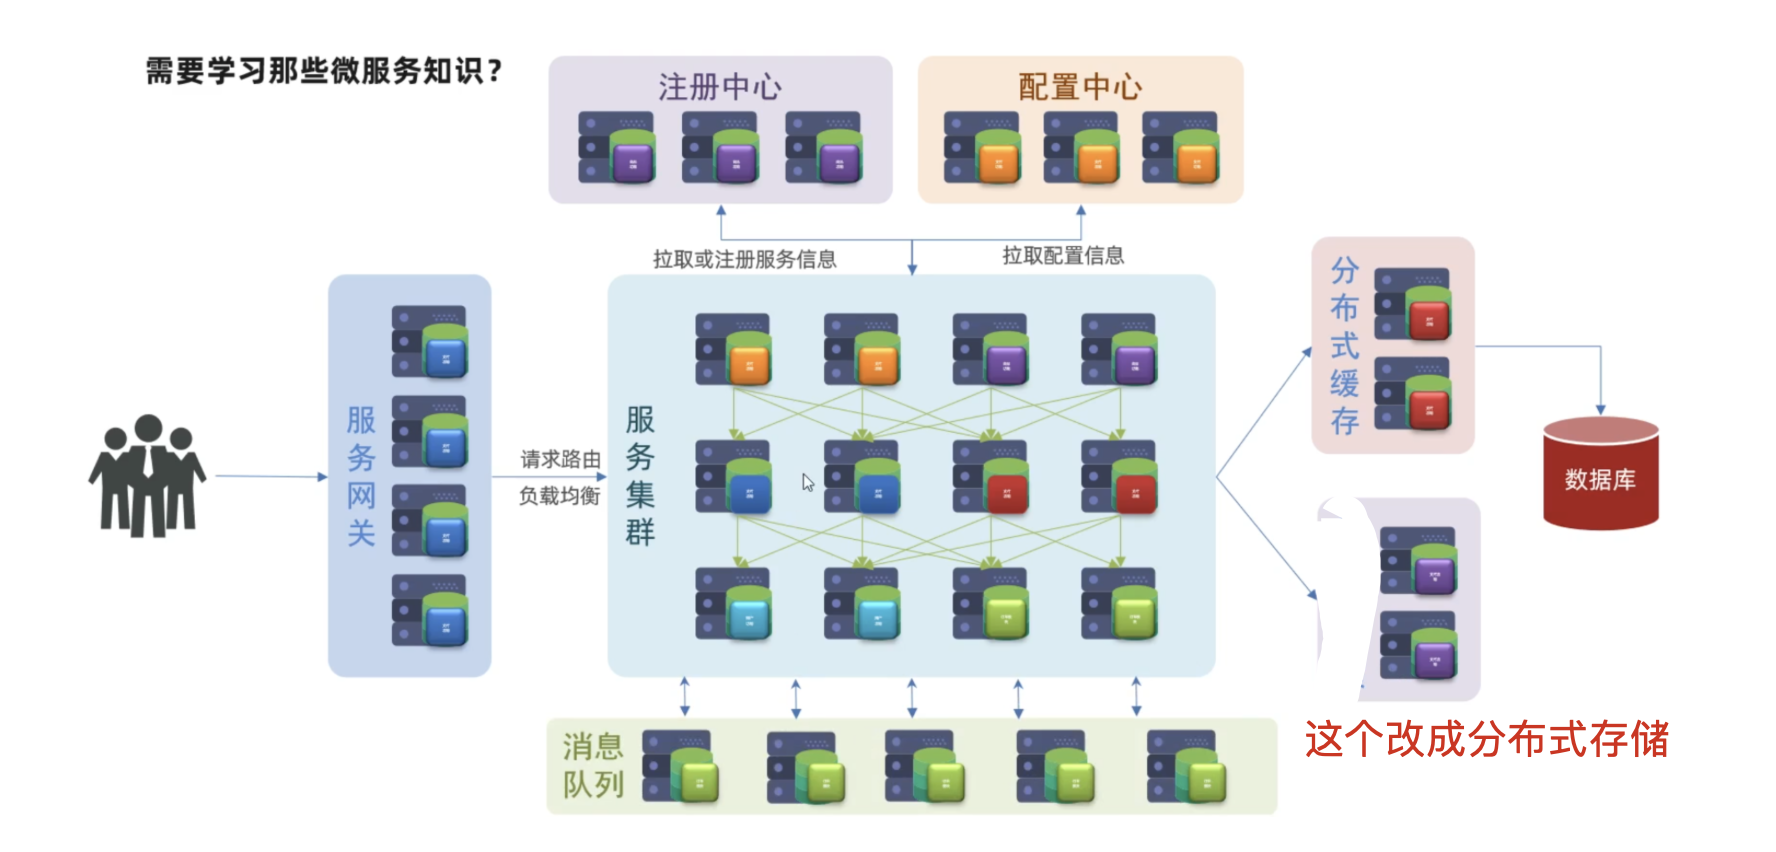 需要学习那些微服务知识？
注册中心
配置中心
拉取或注册服务信息
拉取配置信息
服务网关
请求路由
负载均衡
服务集群
分布式缓存
数据库
这个改成分布式存储
消息
队列